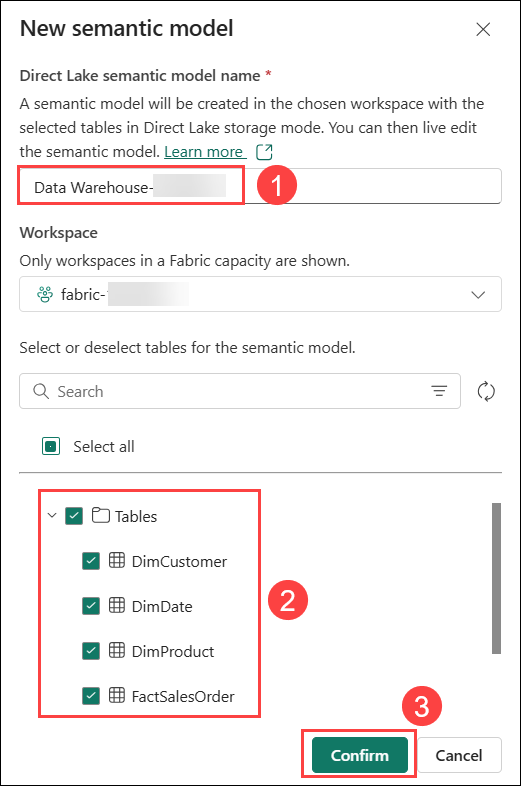 New semantic model
Direct Lake semantic model name *
A semantic model will be created in the chosen workspace with the
selected tables in Direct Lake storage mode. You can then live edit
the semantic model. Learn more
Data Warehouse-
1
Workspace
Only workspaces in a Fabric capacity are shown.
fabric-
Select or deselect tables for the semantic model.
Search
Select all
Tables
DimCustomer
DimDate
2
DimProduct
FactSalesOrder
3
Confirm Cancel